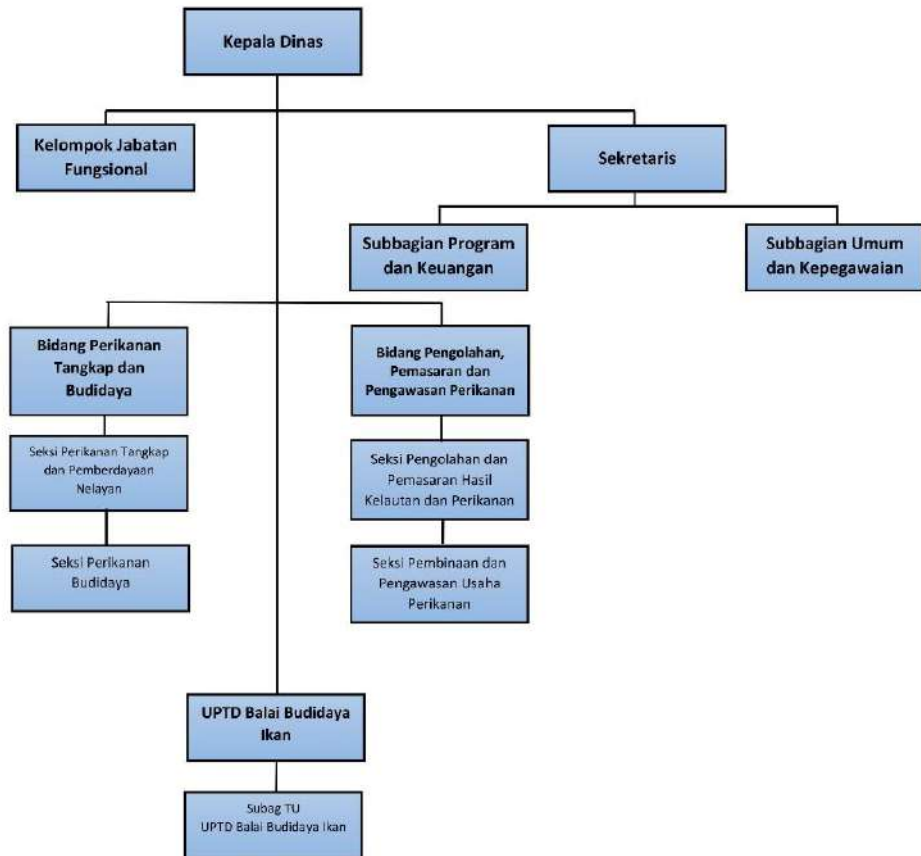 Kepala Dinas
Kelompok Jabatan
Fungsional
Sekretaris
Subbagian Program
dan Keuangan
Subbagian Umum
dan Kepegawaian
Bidang Perikanan
Tangkap dan
Budidaya
Bidang Pengolahan,
Pemasaran dan
Pengawasan Perikanan
Seksi Perikanan Tangkap
dan Pemberdayaan
Nelayan
Seksi Pengolahan dan
Pemasaran Hasil
Kelautan dan Perikanan
Seksi Perikanan
Budidaya
Seksi Pembinaan dan
Pengawasan Usaha
Perikanan
UPTD Balai Budidaya
Ikan
Subag TU
UPTD Balai Budidaya Ikan